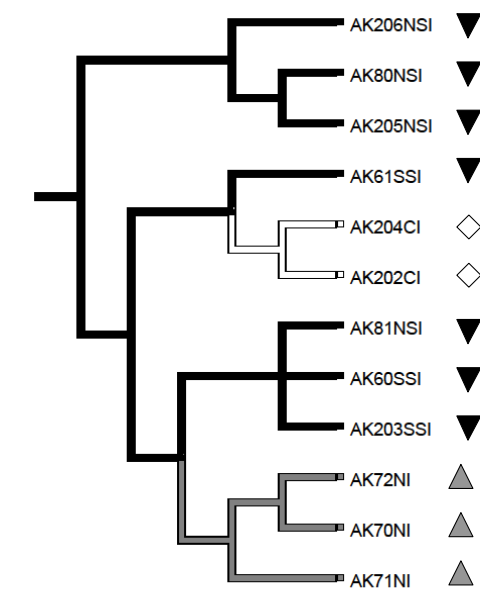 AK206NSI
AK80NSI
AK205NSI
AK61SSI
AK204CI
AK202CI
AK81NSI
AK60SSI
AK203SSI
AK72NI
AK70NI
AK71NI